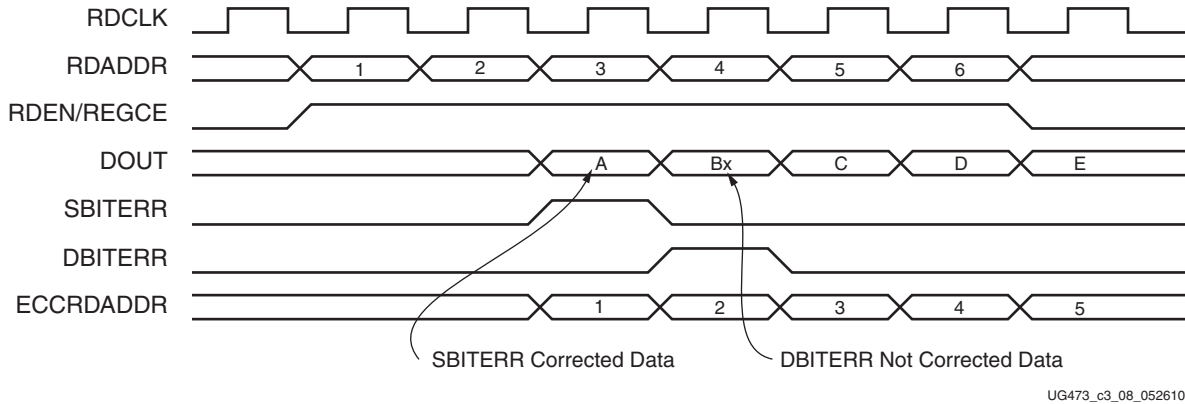 RDCLK
RDADDR 1 2 3 4 5 6
RDEN/REGCE
DOUT A Bx C D E
SBITERR
DBITERR
ECCRDADDR 1 2 3 4 5
SBITERR Corrected Data DBITERR Not Corrected Data
UG473_c3_08_052610